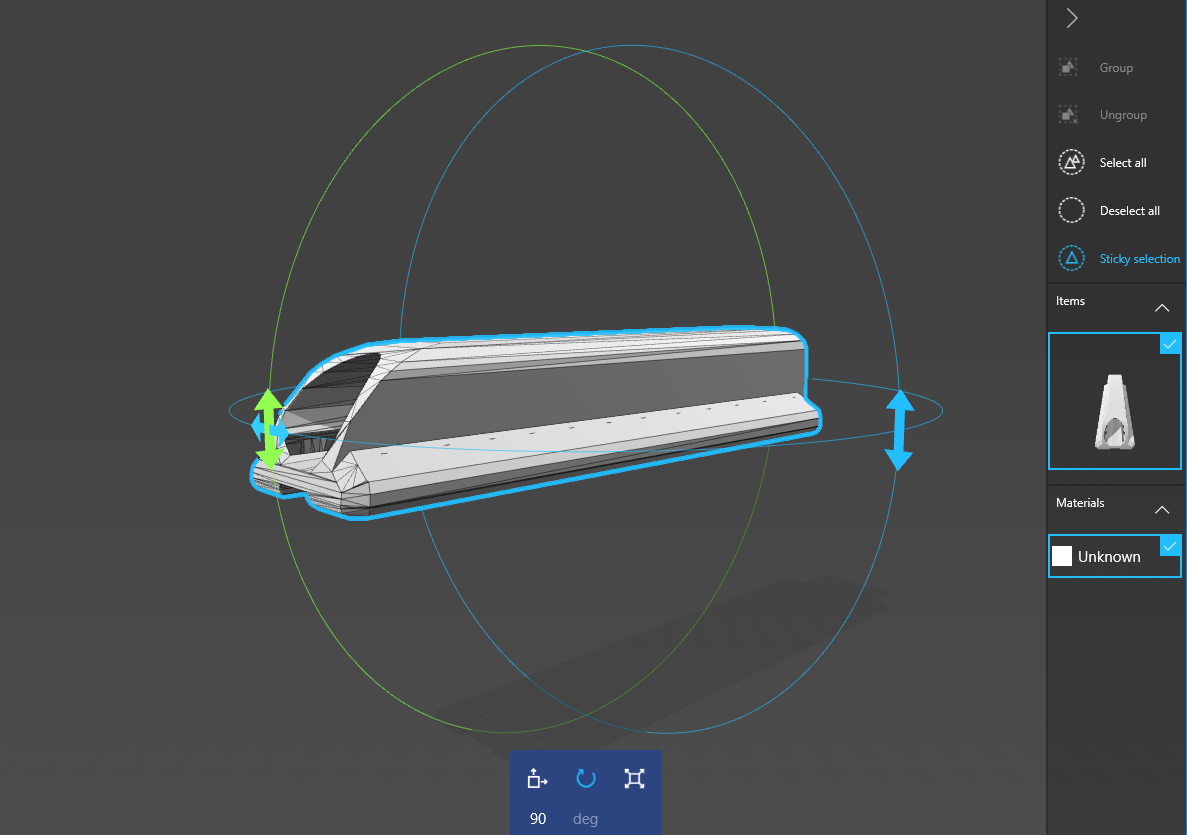 Group
Ungroup
Select all
Deselect all
Sticky selection
Items
Materials
Unknown
90 deg